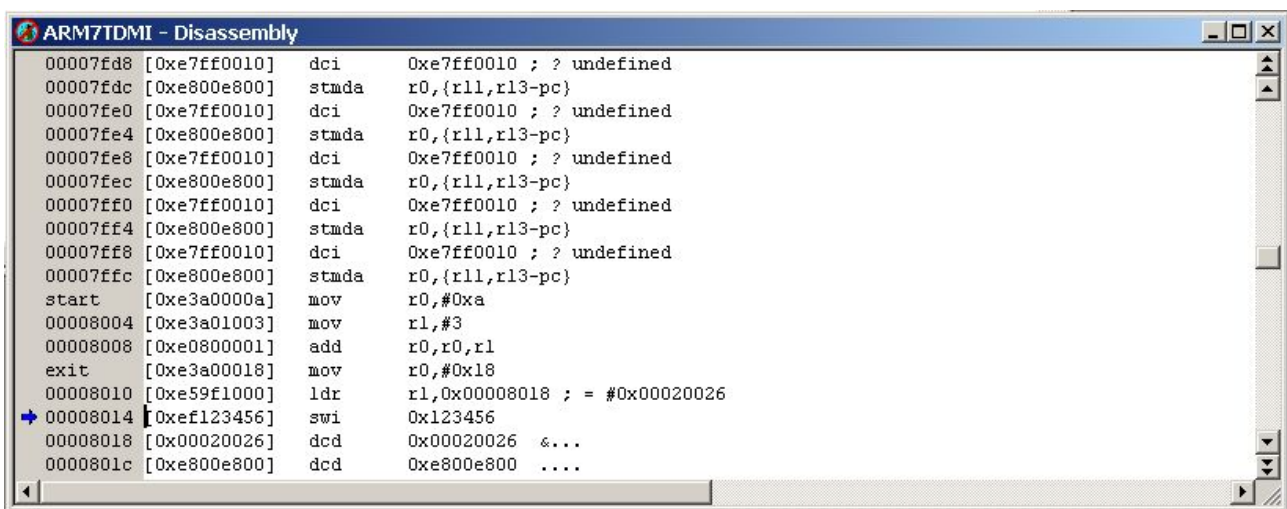 ARM7TDMI - Disassembly
00007fd8 [0xe7ff0010] dci 0xe7ff0010 ; ? undefined
00007fdc [0xe800e800] stmda r0,{r11,r13-pc}
00007fe0 [0xe7ff0010] dci 0xe7ff0010 ; ? undefined
00007fe4 [0xe800e800] stmda r0,{r11,r13-pc}
00007fe8 [0xe7ff0010] dci 0xe7ff0010 ; ? undefined
00007fec [0xe800e800] stmda r0,{r11,r13-pc}
00007ff0 [0xe7ff0010] dci 0xe7ff0010 ; ? undefined
00007ff4 [0xe800e800] stmda r0,{r11,r13-pc}
00007ff8 [0xe7ff0010] dci 0xe7ff0010 ; ? undefined
00007ffc [0xe800e800] stmda r0,{r11,r13-pc}
start [0xe3a0000a] mov r0,#0xa
00008004 [0xe3a01003] mov r1,#3
00008008 [0xe0800001] add r0,r0,r1
exit [0xe3a00018] mov r0,#0x18
00008010 [0xe59f1000] ldr r1,0x00008018 ; = #0x00020026
00008014 [0xef123456] swi 0x123456
00008018 [0x00020026] dcd 0x00020026 &...
0000801c [0xe800e800] dcd 0xe800e800 ....